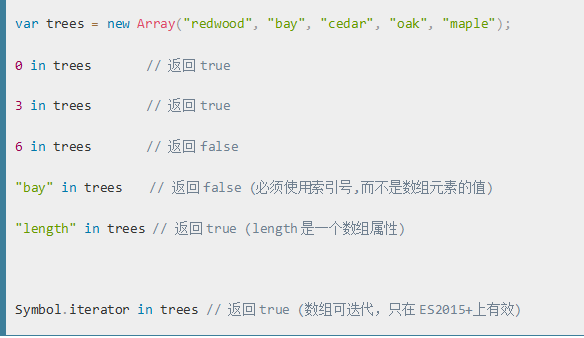 var trees = new Array("redwood", "bay", "cedar", "oak", "maple");
0 in trees       // 返回 true
3 in trees       // 返回 true
6 in trees       // 返回 false
"bay" in trees    // 返回 false (必须使用索引号,而不是数组元素的值)
"length" in trees // 返回 true (length 是一个数组属性)
Symbol.iterator in trees // 返回 true (数组可迭代，只在 ES2015+ 上有效)